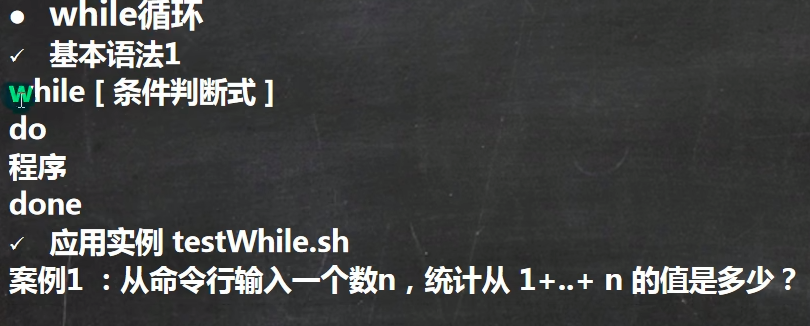 ● while循环
✓ 基本语法1
while [ 条件判断式 ]
do
程序
done
✓ 应用实例 testWhile.sh
案例1 ：从命令行输入一个数n，统计从 1+..+ n 的值是多少？